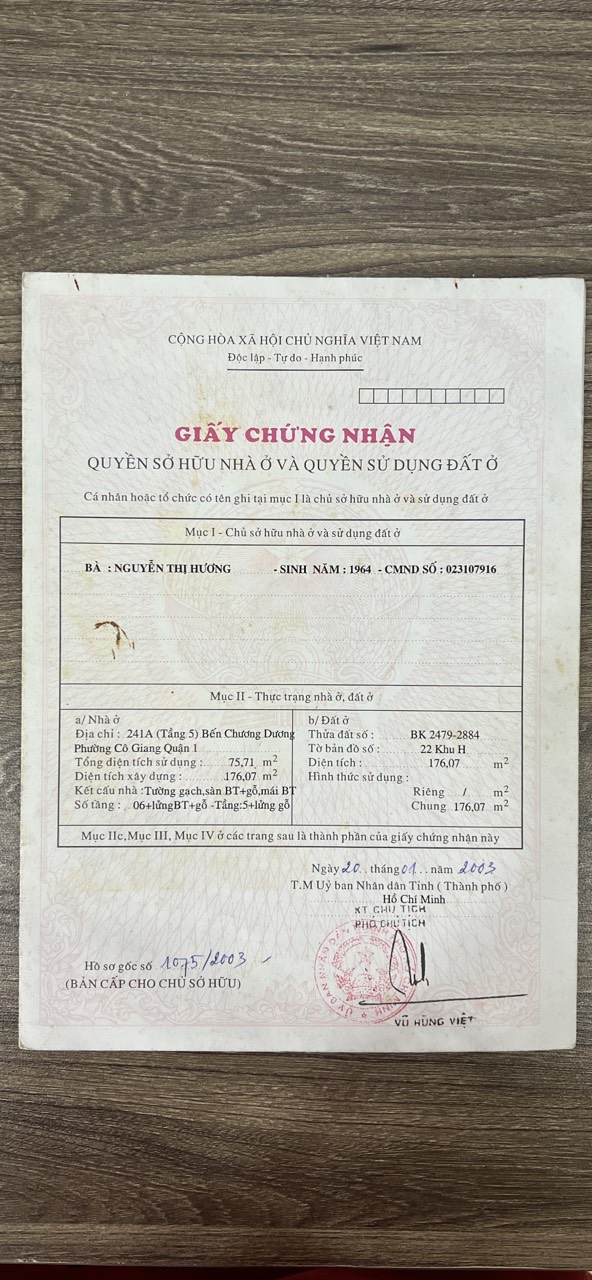 CỘNG HÒA XÃ HỘI CHỦ NGHĨA VIỆT NAM
Độc lập - Tự do - Hạnh phúc
GIẤY CHỨNG NHẬN
QUYỀN SỞ HỮU NHÀ Ở VÀ QUYỀN SỬ DỤNG ĐẤT Ở
Cá nhân hoặc tổ chức có tên ghi tại mục I là chủ sở hữu nhà ở và sử dụng đất ở
Mục I - Chủ sở hữu nhà ở và sử dụng đất ở
BÀ : NGUYỄN THỊ HƯƠNG - SINH NĂM : 1964 - CMND SỐ : 023107916
Mục II - Thực trạng nhà ở, đất ở
a/ Nhà ở
Địa chỉ : 241A (Tầng 5) Bến Chương Dương
Phường Cô Giang Quận 1
Tổng diện tích sử dụng : 75,71 m2
Diện tích xây dựng : 176,07 m2
Kết cấu nhà :Tường gạch,sàn BT+gỗ,mái BT
Số tầng : 06+lửngBT+gỗ -Tầng:5+lửng gỗ
b/ Đất ở
Thửa đất số : BK 2479-2884
Tờ bản đồ số : 22 Khu H
Diện tích : 176,07 m2
Hình thức sử dụng :
Riêng / m2
Chung 176,07 m2
Mục IIc,Mục III, Mục IV ở các trang sau là thành phần của giấy chứng nhận này
Ngày 20 tháng 01 năm 2003
T.M Uỷ ban Nhân dân Tỉnh ( Thành phố )
Hồ Chí Minh
KT CHỦ TỊCH
PHÓ CHỦ TỊCH
Hồ sơ gốc số 1075/2003
(BẢN CẤP CHO CHỦ SỞ HỮU)
VŨ HÙNG VIỆT